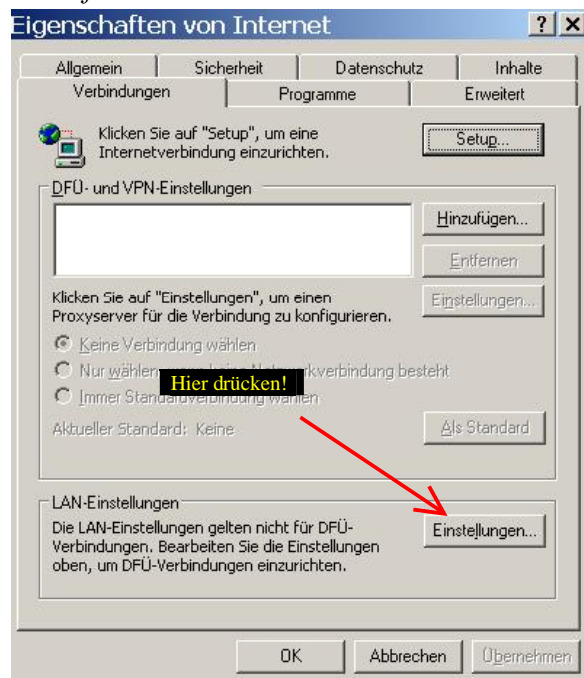 Eigenschaften von Internet
Allgemein Sicherheit Datenschutz Inhalte
Verbindungen Programme Erweitert
Klicken Sie auf "Setup", um eine
Internetverbindung einzurichten.
Setup...
DFÜ- und VPN-Einstellungen
Hinzufügen...
Entfernen
Klicken Sie auf "Einstellungen", um einen
Proxyserver für die Verbindung zu konfigurieren.
Einstellungen...
Keine Verbindung wählen
Nur wählen, wenn keine Netzwerkverbindung besteht
Hier drücken!
Immer Standardverbindung wählen
Aktueller Standard: Keine
Als Standard
LAN-Einstellungen
Die LAN-Einstellungen gelten nicht für DFÜ-
Verbindungen. Bearbeiten Sie die Einstellungen
oben, um DFÜ-Verbindungen einzurichten.
Einstellungen...
OK Abbrechen Übernehmen